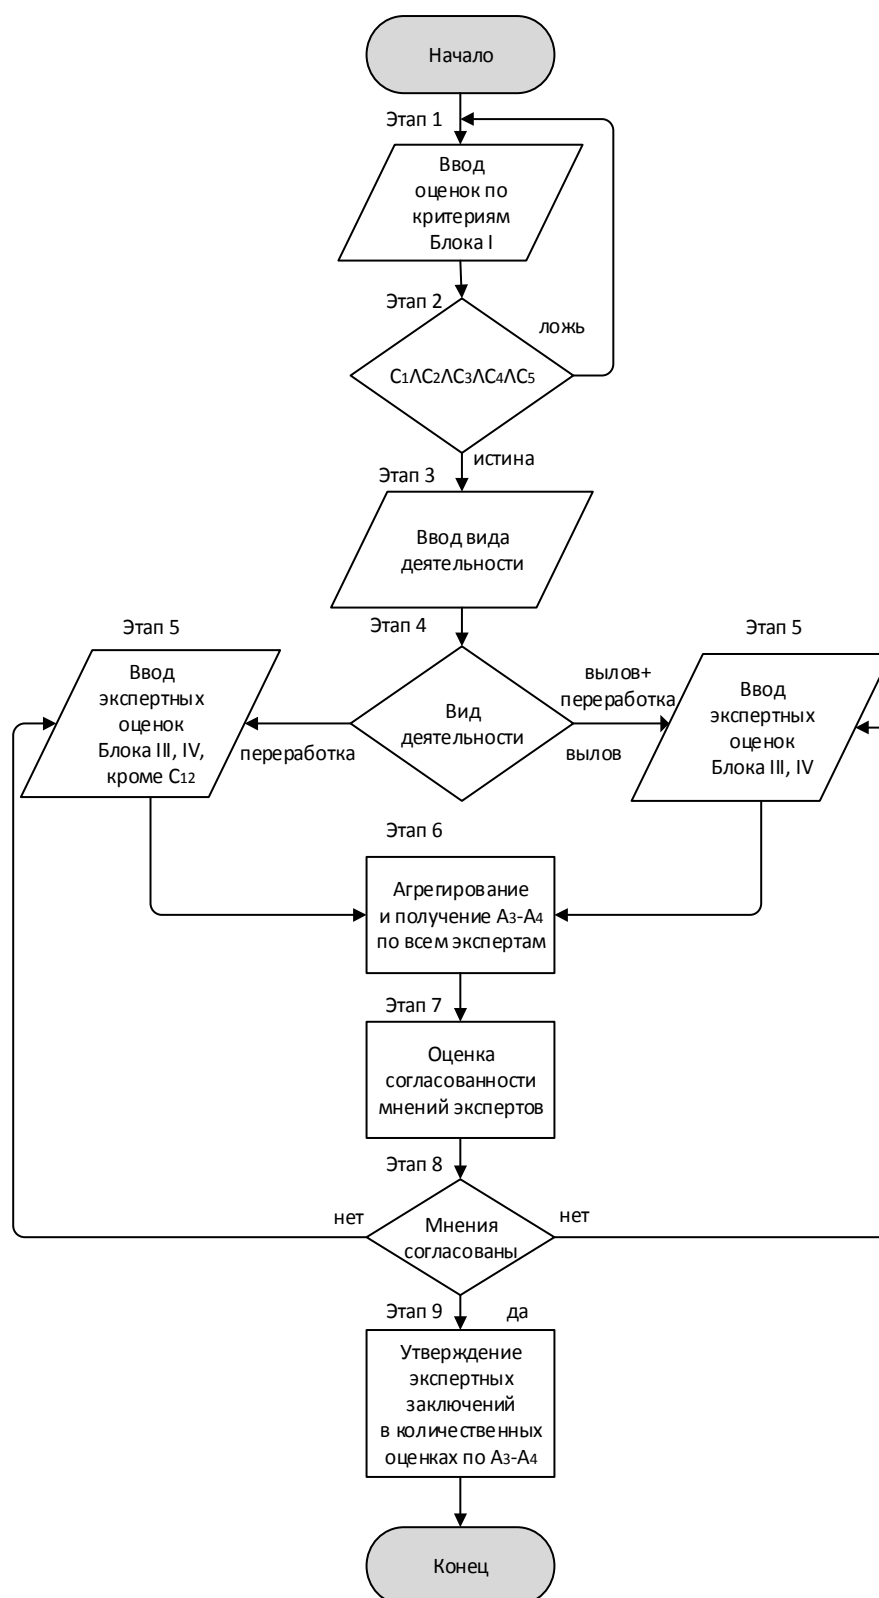 Начало
Этап 1
Ввод
оценок по
критериям
Блока I
Этап 2
ложь
C₁ΛC₂ΛC₃ΛC₄ΛC₅
истина
Этап 3
Ввод вида
деятельности
Этап 4
Этап 5
Ввод
экспертных
оценок
Блока III, IV,
кроме C₁₂
переработка
Вид
деятельности
вылов+
переработка
вылов
Этап 5
Ввод
экспертных
оценок
Блока III, IV
Этап 6
Агрегирование
и получение A₃-A₄
по всем экспертам
Этап 7
Оценка
согласованности
мнений экспертов
Этап 8
нет
Мнения
согласованы
нет
Этап 9
да
Утверждение
экспертных
заключений
в количественных
оценках по A₃-A₄
Конец